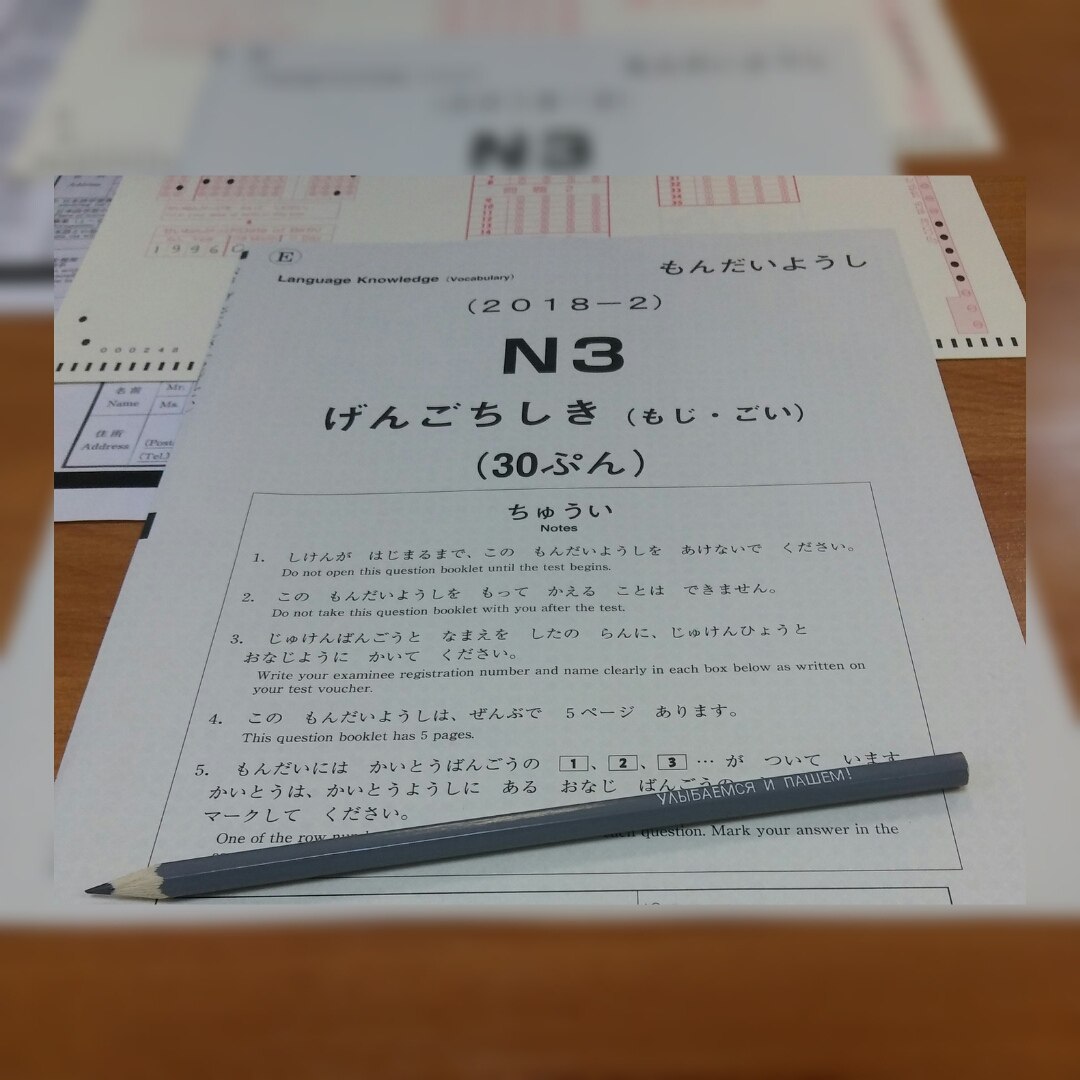 19960
000248
名前
Name
Mr.
Ms.
住所
Address
(Tel.)
E
Language Knowledge (Vocabulary)
もんだいようし
(2018-2)
N3
げんごちしき (もじ・ごい)
(30ぷん)
ちゅうい
Notes
1. しけんが はじまるまで、この もんだいようしを あけないで ください。
Do not open this question booklet until the test begins.
2. この もんだいようしを もって かえる ことは できません。
Do not take this question booklet with you after the test.
3. じゅけんばんごうと なまえを したの らんに、じゅけんひょうと
おなじように かいて ください。
Write your examinee registration number and name clearly in each box below as written on
your test voucher.
4. この もんだいようしは、ぜんぶで 5ページ あります。
This question booklet has 5 pages.
5. もんだいには かいとうばんごうの 1、2、3 … が ついて います
かいとうは、かいとうようしに ある おなじ ばんごうの
マークして ください。
УЛЫБАЕМСЯ И ПАШЕМ!
One of the row question. Mark your answer in the